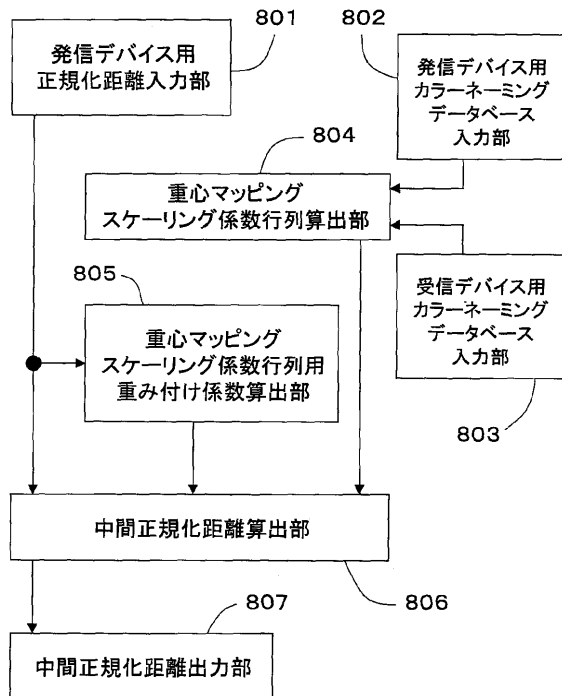 801
発信デバイス用
正規化距離入力部
802
発信デバイス用
カラーネーミング
データベース
入力部
804
重心マッピング
スケーリング係数行列算出部
805
重心マッピング
スケーリング係数行列用
重み付け係数算出部
受信デバイス用
カラーネーミング
データベース
入力部
803
中間正規化距離算出部
806
807
中間正規化距離出力部